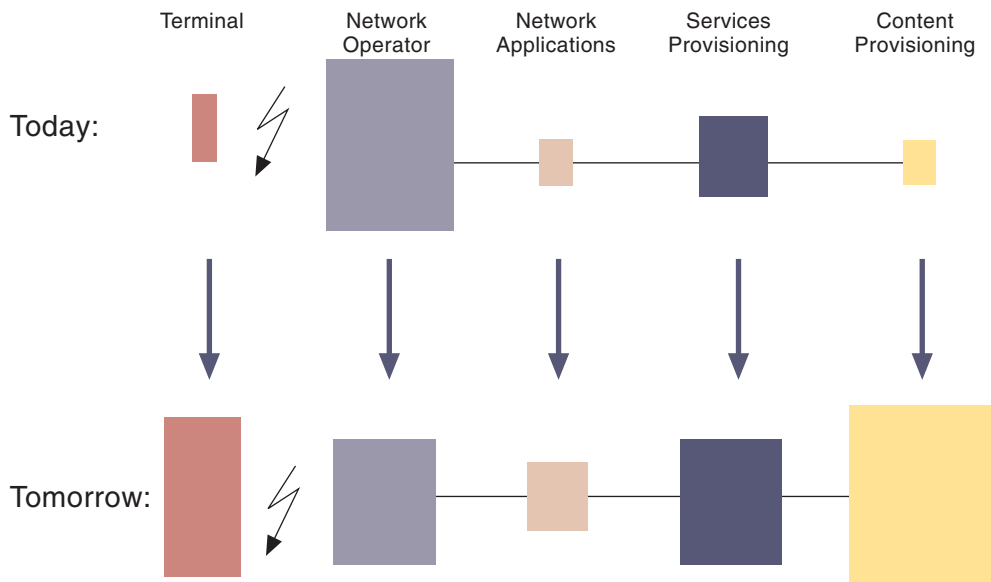 Terminal
Network
Operator
Network
Applications
Services
Provisioning
Content
Provisioning
Today:
Tomorrow: